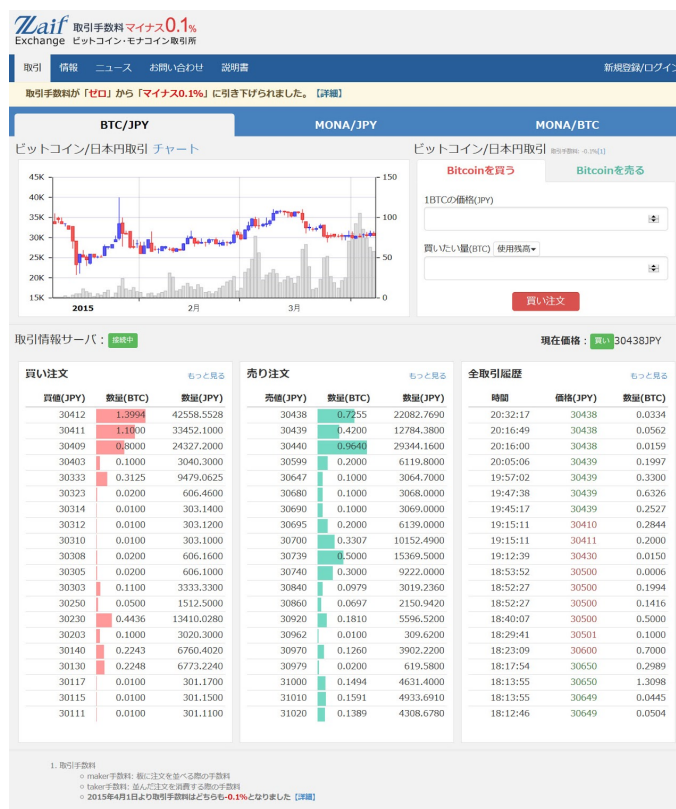 Zaif 取引手数料マイナス0.1%
Exchange ビットコイン・モナコイン取引所
取引 情報 ニュース お問い合わせ 説明書 新規登録/ログイン
取引手数料が「ゼロ」から「マイナス0.1%」に引き下げられました。【詳細】
BTC/JPY MONA/JPY MONA/BTC
ビットコイン/日本円取引 チャート
45K
40K
35K
30K
25K
20K
15K
150
100
50
0
2015 2月 3月
ビットコイン/日本円取引 取引手数料: -0.1%[1]
Bitcoinを買う Bitcoinを売る
1BTCの価格(JPY)
買いたい量(BTC) 使用残高▾
買い注文
取引情報サーバ: 接続中
現在価格: 買い 30438JPY
買い注文 もっと見る
買値(JPY) 数量(BTC) 数量(JPY)
30412 1.3994 42558.5528
30411 1.1000 33452.1000
30409 0.8000 24327.2000
30403 0.1000 3040.3000
30333 0.3125 9479.0625
30323 0.0200 606.4600
30314 0.0100 303.1400
30312 0.0100 303.1200
30310 0.0100 303.1000
30308 0.0200 606.1600
30305 0.0200 606.1000
30303 0.1100 3333.3300
30250 0.0500 1512.5000
30230 0.4436 13410.0280
30203 0.1000 3020.3000
30140 0.2243 6760.4020
30130 0.2248 6773.2240
30117 0.0100 301.1700
30115 0.0100 301.1500
30111 0.0100 301.1100
売り注文 もっと見る
売値(JPY) 数量(BTC) 数量(JPY)
30438 0.7255 22082.7690
30439 0.4200 12784.3800
30440 0.9640 29344.1600
30599 0.2000 6119.8000
30647 0.1000 3064.7000
30680 0.1000 3068.0000
30690 0.1000 3069.0000
30695 0.2000 6139.0000
30700 0.3307 10152.4900
30739 0.5000 15369.5000
30740 0.3000 9222.0000
30840 0.0979 3019.2360
30860 0.0697 2150.9420
30920 0.1810 5596.5200
30962 0.0100 309.6200
30970 0.1260 3902.2200
30979 0.0200 619.5800
31000 0.1494 4631.4000
31010 0.1591 4933.6910
31020 0.1389 4308.6780
全取引履歴 もっと見る
時間 価格(JPY) 数量(BTC)
20:32:17 30438 0.0334
20:16:49 30438 0.0562
20:16:00 30438 0.0159
20:05:06 30439 0.1997
19:57:02 30439 0.3300
19:47:38 30439 0.6326
19:45:17 30439 0.2527
19:15:11 30410 0.2844
19:15:11 30411 0.2000
19:12:39 30430 0.0150
18:53:52 30500 0.0006
18:52:27 30500 0.1994
18:52:27 30500 0.1416
18:40:07 30500 0.5000
18:29:41 30501 0.1000
18:23:09 30600 0.7000
18:17:54 30650 0.2989
18:13:55 30650 1.3098
18:13:55 30649 0.0445
18:12:46 30649 0.0504
1. 取引手数料
○ maker手数料: 板に注文を並べる際の手数料
○ taker手数料: 並んだ注文を消費する際の手数料
○ 2015年4月1日より取引手数料はどちらも-0.1%となりました【詳細】